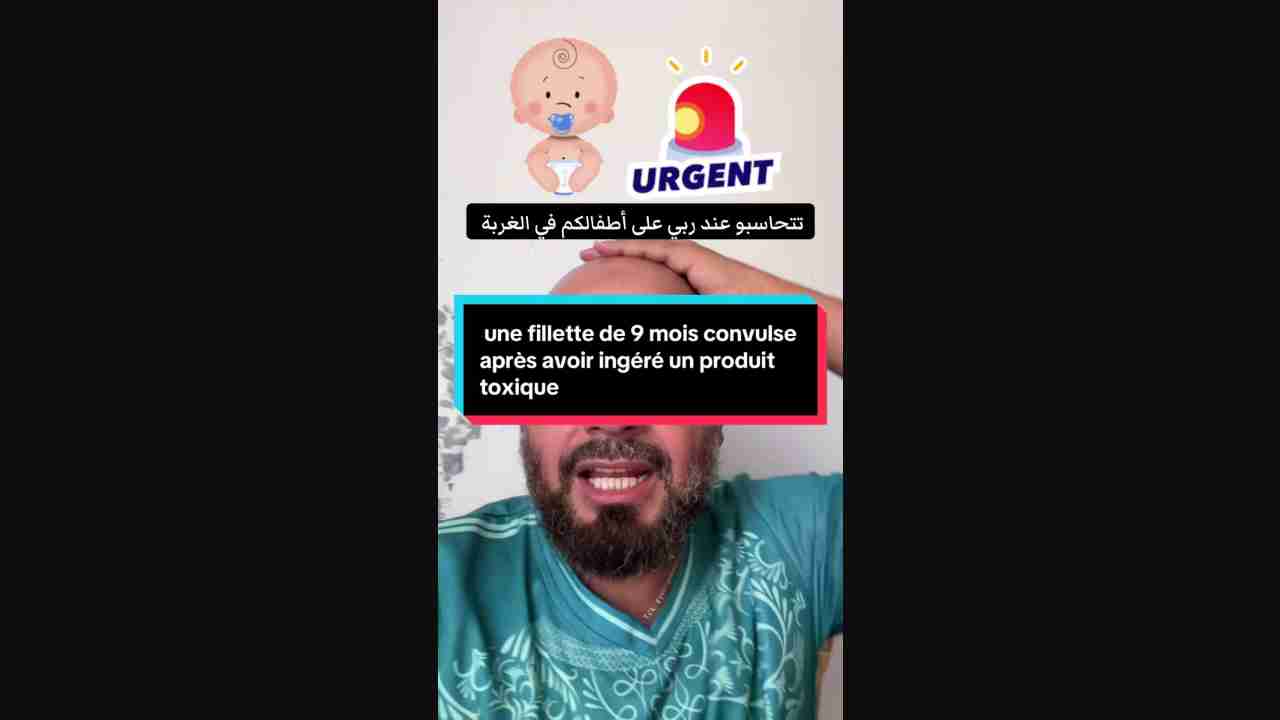 URGENT
تتحاسبو عند ربي على أطفالكم في الغربة
une fillette de 9 mois convulse
après avoir ingéré un produit
toxique